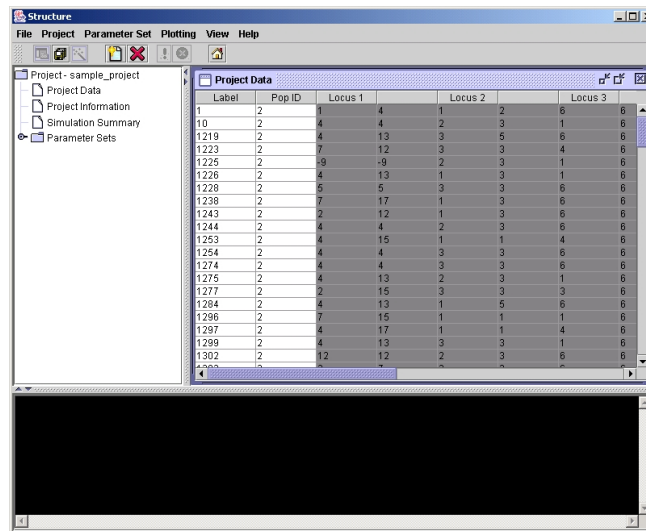 Structure
File Project Parameter Set Plotting View Help
Project - sample_project
Project Data
Project Information
Simulation Summary
Parameter Sets
Project Data
Label Pop ID Locus 1 Locus 2 Locus 3
1 2 1 4 1 2 6 6
10 2 4 4 2 3 1 6
1219 2 4 13 3 5 6 6
1223 2 7 12 3 3 4 6
1225 2 -9 -9 2 3 1 6
1226 2 4 13 1 3 1 6
1228 2 5 5 3 3 6 6
1238 2 7 17 1 3 6 6
1243 2 2 12 1 3 6 6
1244 2 4 4 2 3 6 6
1253 2 4 15 1 1 4 6
1254 2 4 4 3 3 6 6
1274 2 4 4 3 3 6 6
1275 2 4 13 2 3 1 6
1277 2 2 15 3 3 3 6
1284 2 4 13 1 5 6 6
1296 2 7 15 1 1 1 6
1297 2 4 17 1 1 4 6
1299 2 4 13 3 3 1 6
1302 2 12 12 2 3 6 6